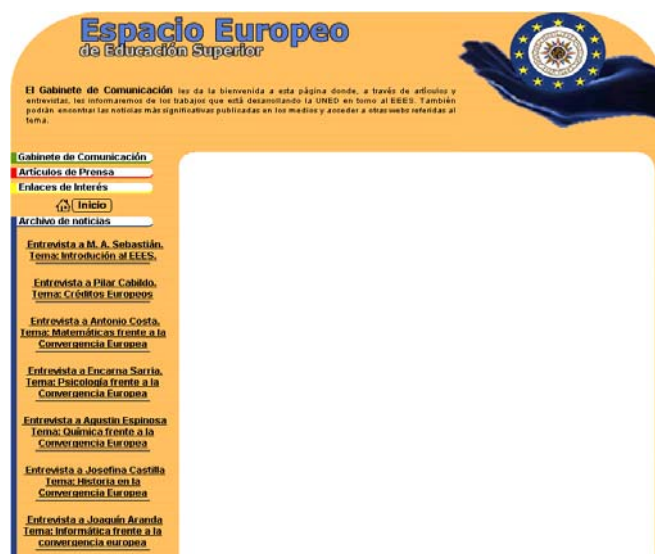 Espacio Europeo
de Educación Superior
El Gabinete de Comunicación les da la bienvenida a esta página donde, a través de artículos y
entrevistas, les informaremos de los trabajos que está desarrollando la UNED en torno al EEES. También
podrán encontrar las noticias más significativas publicadas en los medios y acceder a otras webs referidas al
tema.
Gabinete de Comunicación
Artículos de Prensa
Enlaces de Interés
Inicio
Archivo de noticias
Entrevista a M. A. Sebastián.
Tema: Introdución al EEES.
Entrevista a Pilar Cabildo.
Tema: Créditos Europeos
Entrevista a Antonio Costa.
Tema: Matemáticas frente a la
Convergencia Europea
Entrevista a Encarna Sarria.
Tema: Psicología frente a la
Convergencia Europea
Entrevista a Agustín Espinosa
Tema: Química frente a la
Convergencia Europea
Entrevista a Josefina Castilla
Tema: Historia en la
Convergencia Europea
Entrevista a Joaquín Aranda
Tema: Informática frente a la
convergencia europea